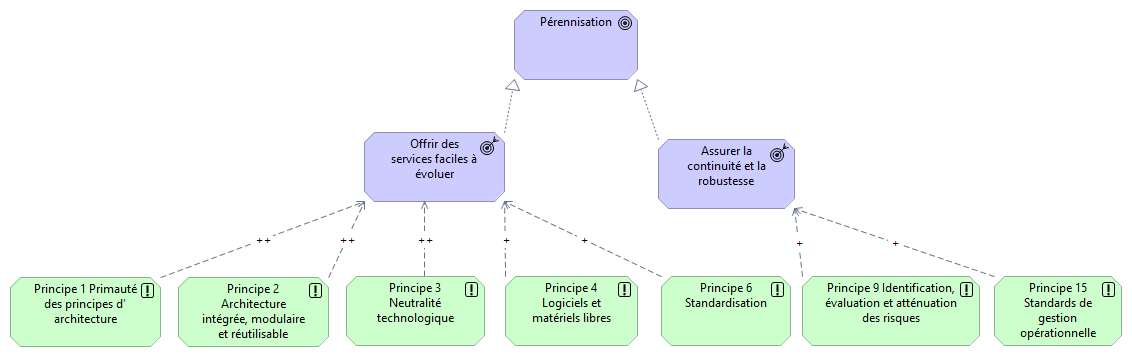 Pérennisation
Offrir des
services faciles à
évoluer
Assurer la
continuité et la
robustesse
++
++
++
+
+
+
+
Principe 1 Primauté
des principes d'
architecture
Principe 2
Architecture
intégrée, modulaire
et réutilisable
Principe 3
Neutralité
technologique
Principe 4
Logiciels et
matériels libres
Principe 6
Standardisation
Principe 9 Identification,
évaluation et atténuation
des risques
Principe 15
Standards de
gestion
opérationnelle